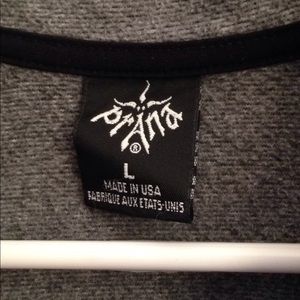 prAna
®
L
MADE IN USA
FABRIQUE AUX ETATS-UNIS